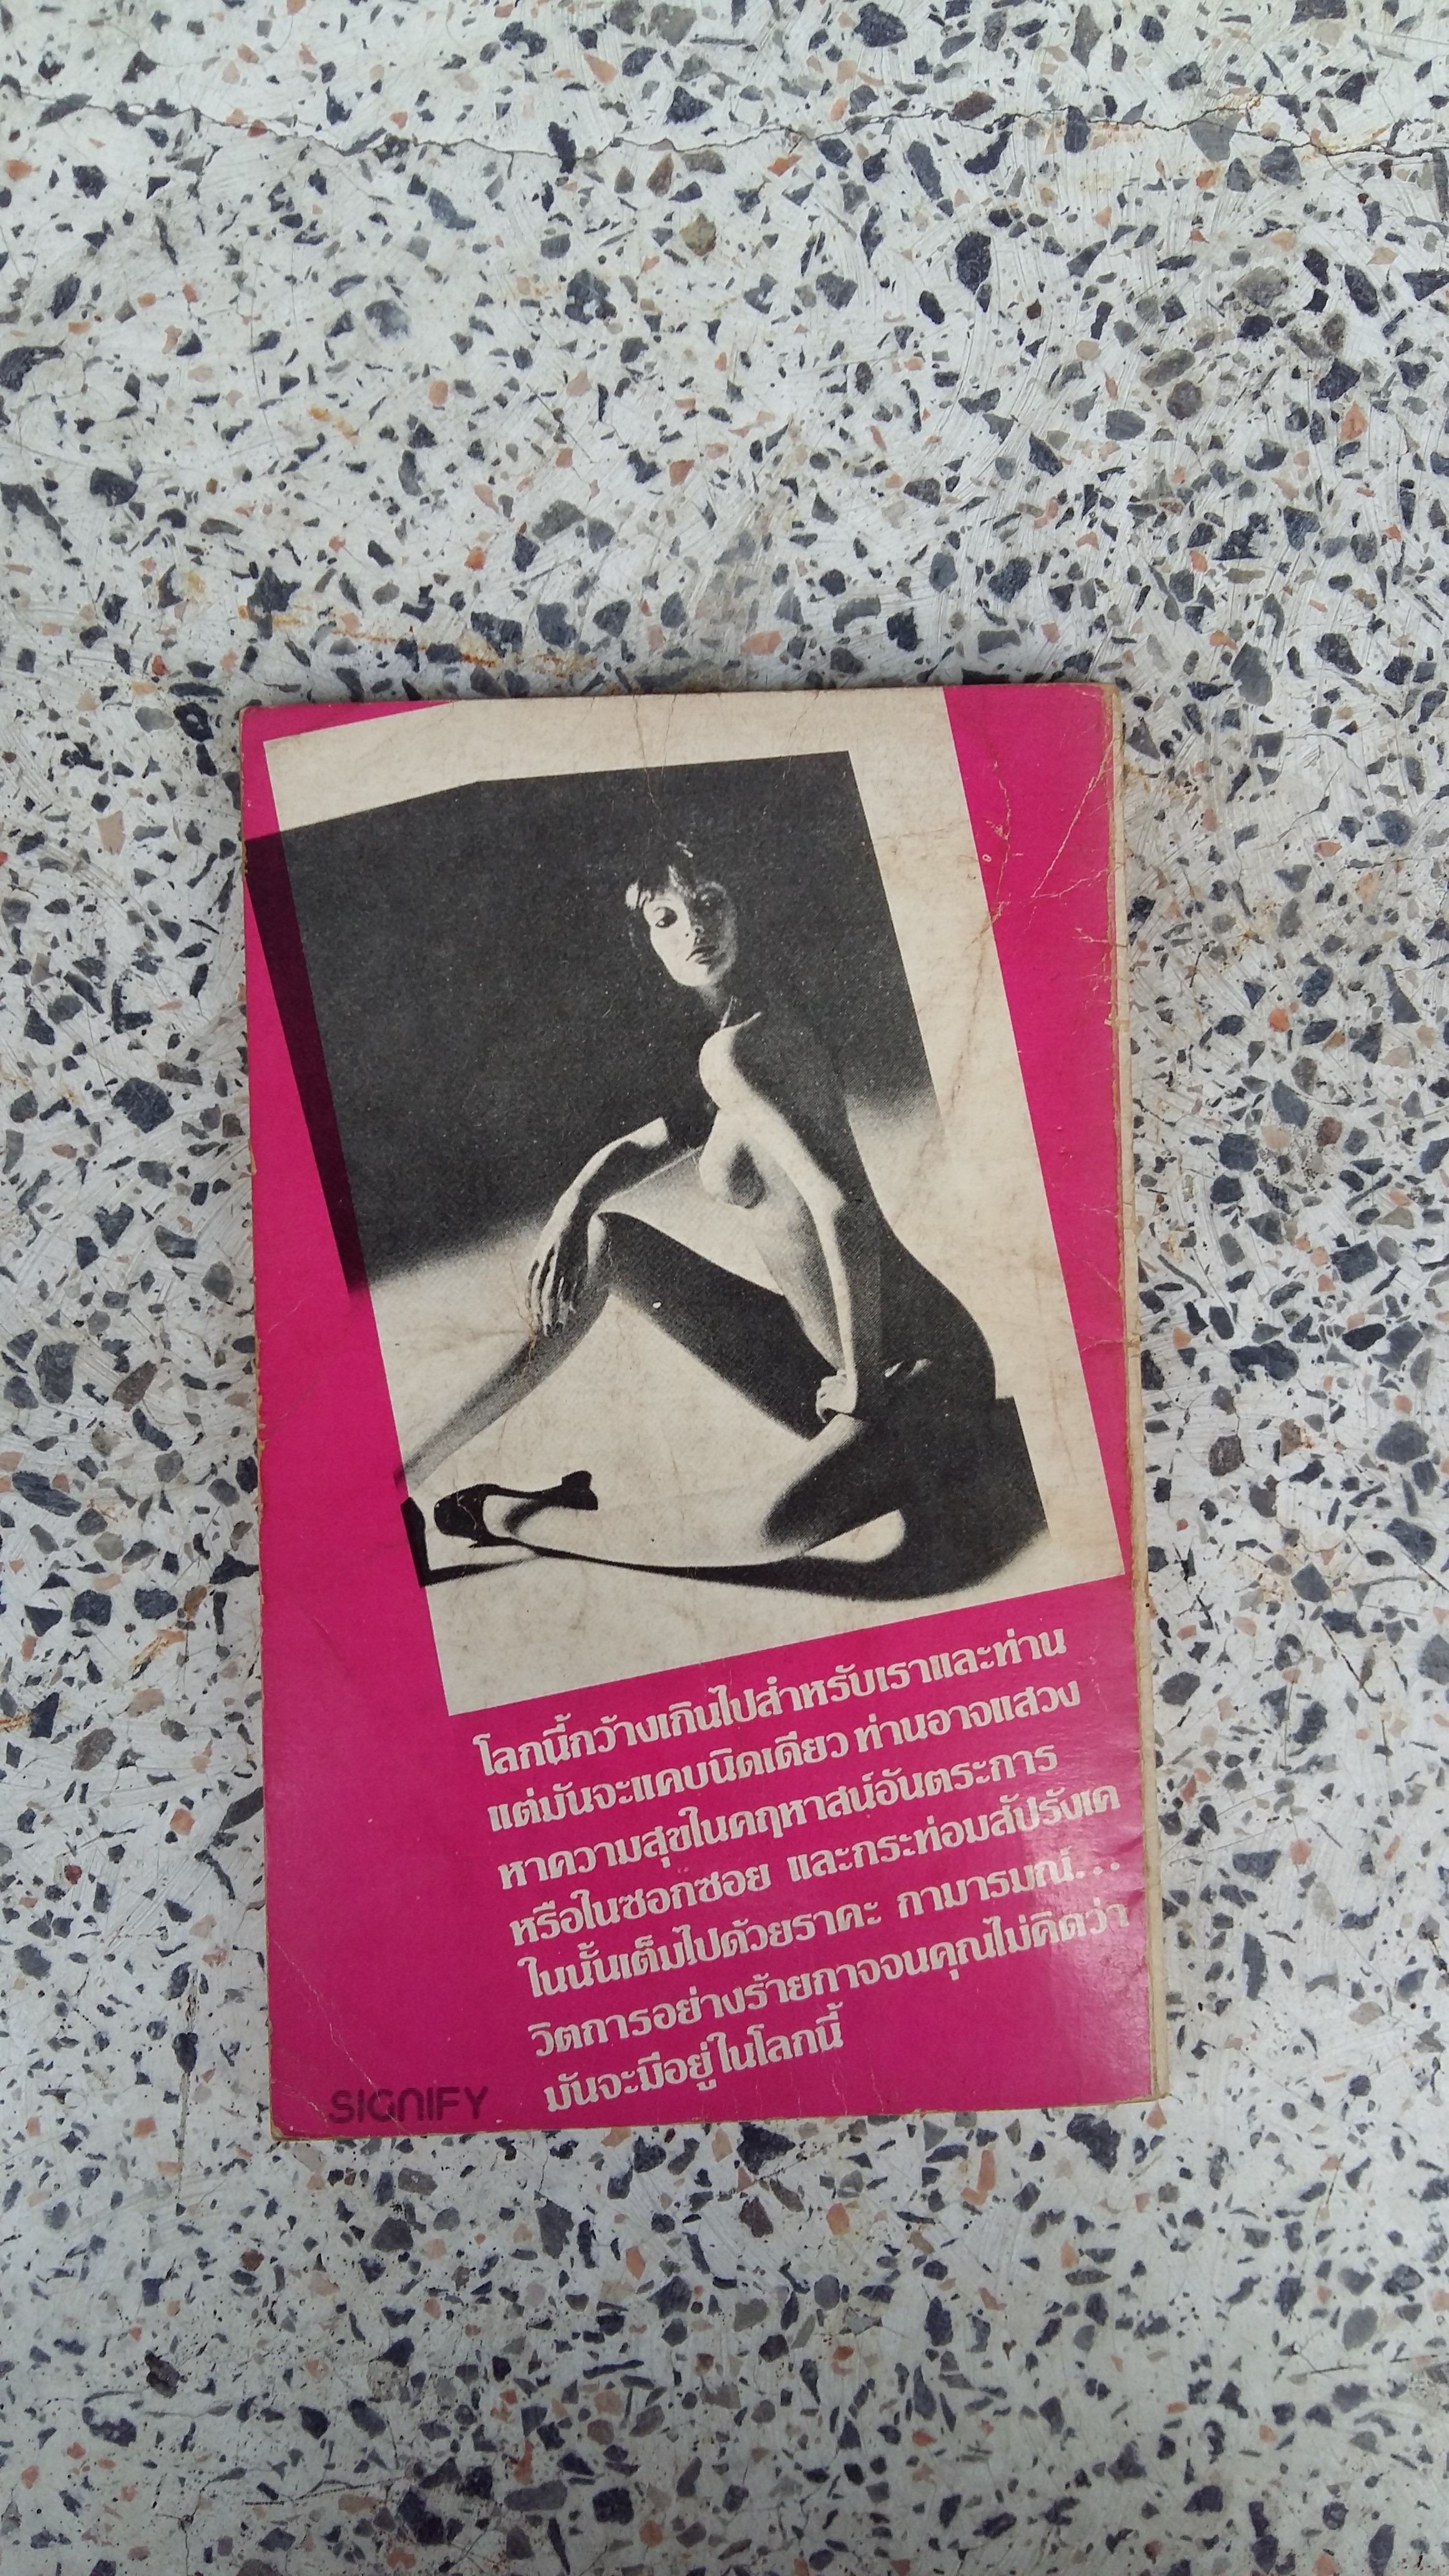 โลกนี้กว้างเกินไปสำหรับเราและท่าน
แต่มันจะแคบนิดเดียว ท่านอาจแสวง
หาความสุขในคฤหาสน์อันตระการ
หรือในซอกซอย และกระท่อมสัปรังเค
ในนั้นเต็มไปด้วยราคะ กามารมณ์...
วิตถารอย่างร้ายกาจจนคุณไม่คิดว่า
มันจะมีอยู่ในโลกนี้
SIGNIFY